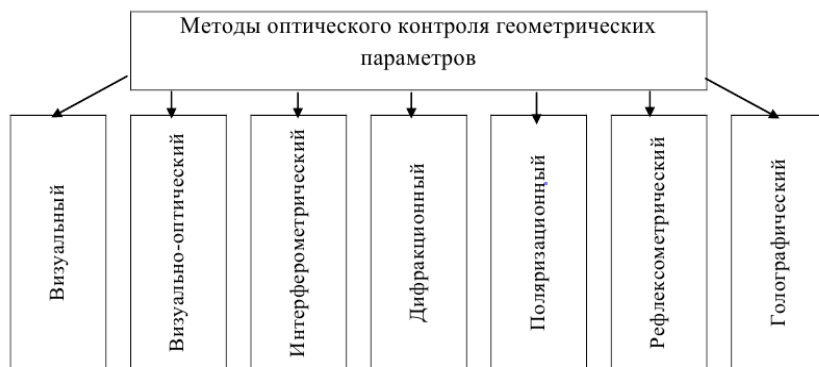 Методы оптического контроля геометрических
параметров
Визуальный
Визуально-оптический
Интерферометрический
Дифракционный
Поляризационный
Рефлексометрический
Голографический